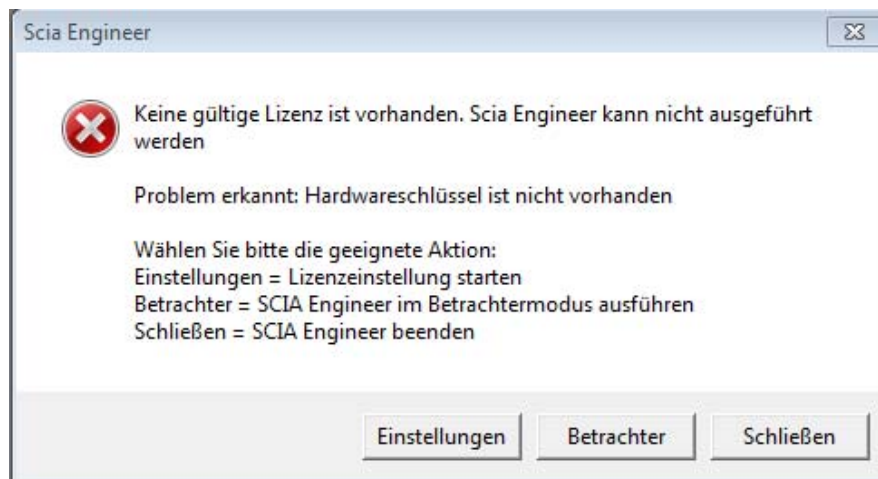 Scia Engineer
Keine gültige Lizenz ist vorhanden. Scia Engineer kann nicht ausgeführt
werden
Problem erkannt: Hardwareschlüssel ist nicht vorhanden
Wählen Sie bitte die geeignete Aktion:
Einstellungen = Lizenzeinstellung starten
Betrachter = SCIA Engineer im Betrachtermodus ausführen
Schließen = SCIA Engineer beenden
Einstellungen
Betrachter
Schließen